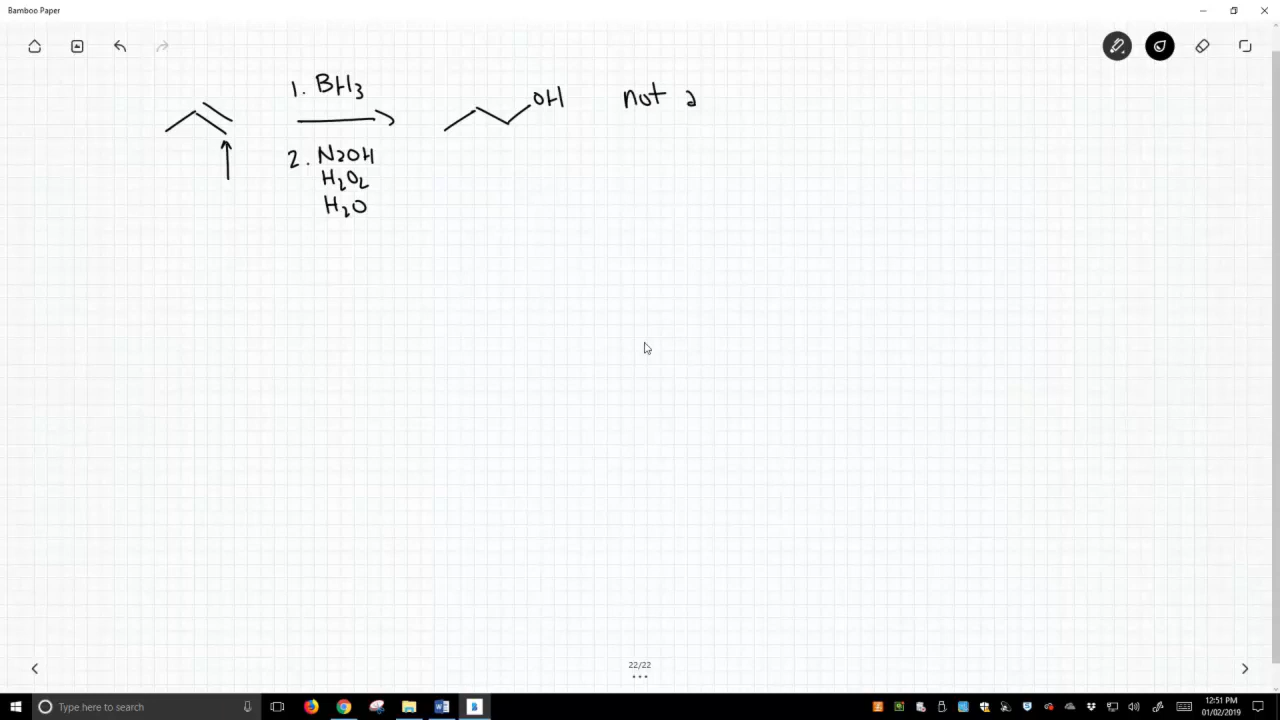 Bamboo Paper
1. BH3
OH not a
2. NaOH
H2O2
H2O
22/22
Type here to search
12:51 PM
01/02/2019